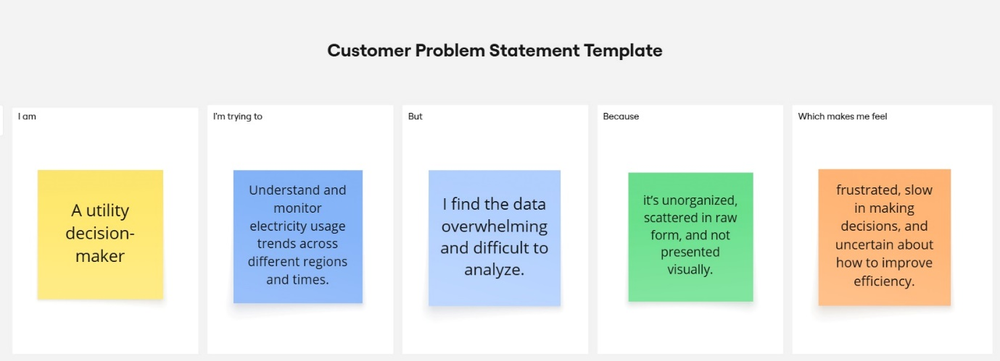 Customer Problem Statement Template
I am
A utility
decision-
maker
I'm trying to
Understand and
monitor
electricity usage
trends across
different regions
and times.
But
I find the data
overwhelming
and difficult to
analyze.
Because
it's unorganized,
scattered in raw
form, and not
presented
visually.
Which makes me feel
frustrated, slow
in making
decisions, and
uncertain about
how to improve
efficiency.